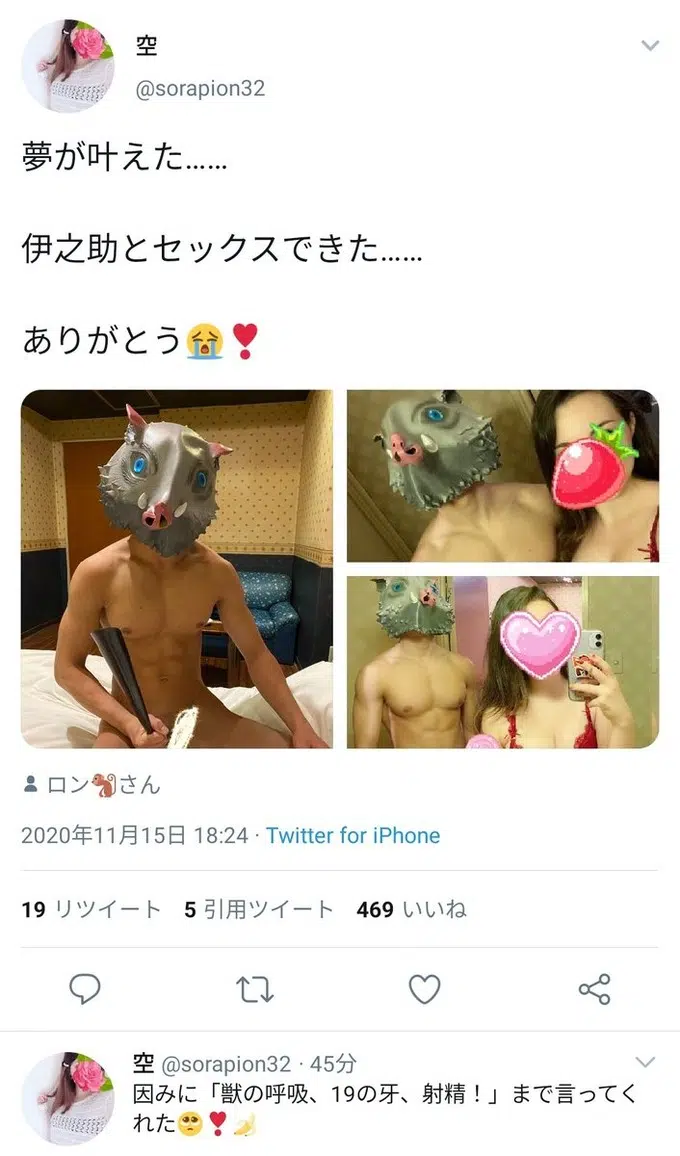 空
@sorapion32
夢が叶えた……
伊之助とセックスできた……
ありがとう😭❣️
ロン🐒さん
2020年11月15日 18:24 · Twitter for iPhone
19 リツイート 5 引用ツイート 469 いいね
空 @sorapion32 · 45分
因みに「獣の呼吸、19の牙、射精！」まで言ってく
れた🥺❣️🍌